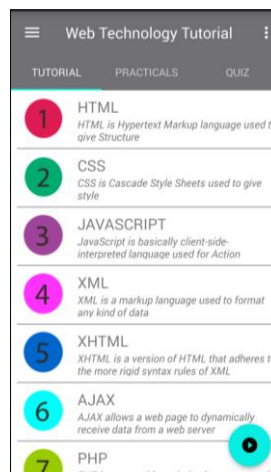 Web Technology Tutorial
TUTORIAL PRACTICALS QUIZ
1 HTML
HTML is Hypertext Markup language used t
give Structure
2 CSS
CSS is Cascade Style Sheets used to give
style
3 JAVASCRIPT
JavaScript is basically client-side-
interpreted language used for Action
4 XML
XML is a markup language used to format
any kind of data
5 XHTML
XHTML is a version of HTML that adheres t
the more rigid syntax rules of XML
6 AJAX
AJAX allows a web page to dynamically
receive data from a web server
7 PHP